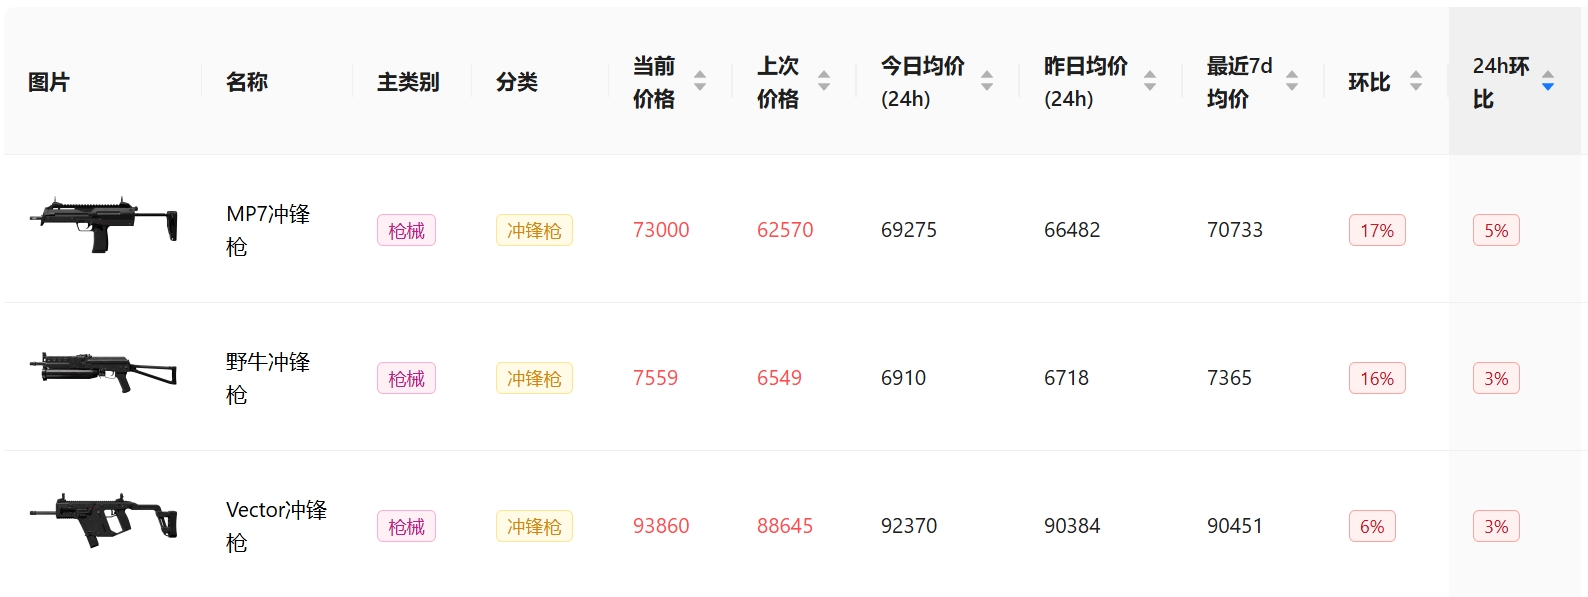 图片 名称 主类别 分类 当前价格 上次价格 今日均价(24h) 昨日均价(24h) 最近7d均价 环比 24h环比
MP7冲锋枪 枪械 冲锋枪 73000 62570 69275 66482 70733 17% 5%
野牛冲锋枪 枪械 冲锋枪 7559 6549 6910 6718 7365 16% 3%
Vector冲锋枪 枪械 冲锋枪 93860 88645 92370 90384 90451 6% 3%